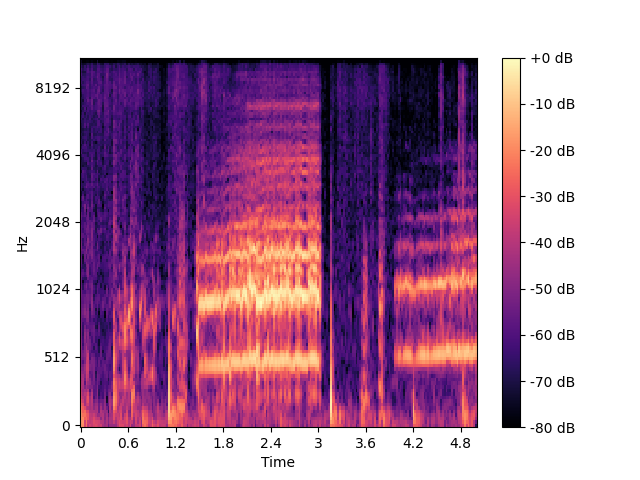 8192
4096
2048
1024
512
0
Hz
0 0.6 1.2 1.8 2.4 3 3.6 4.2 4.8
Time
+0 dB
-10 dB
-20 dB
-30 dB
-40 dB
-50 dB
-60 dB
-70 dB
-80 dB